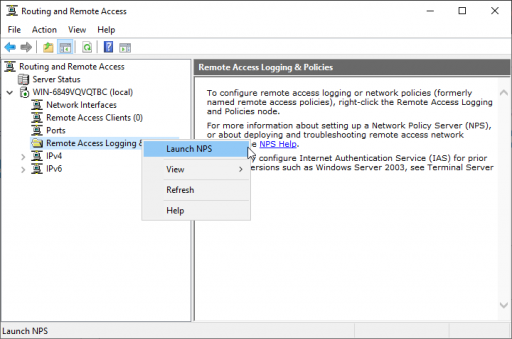 Routing and Remote Access
File Action View Help
Routing and Remote Access
Server Status
WIN-6849VQVQTBC (local)
Network Interfaces
Remote Access Clients (0)
Ports
Remote Access Logging &
IPv4
IPv6
Launch NPS
View
Refresh
Help
Remote Access Logging & Policies
To configure remote access logging or network policies (formerly
named remote access policies), right-click the Remote Access Logging
and Policies node.
For more information about setting up a Network Policy Server (NPS),
or about deploying and troubleshooting remote access network
NPS Help.
configure Internet Authentication Service (IAS) for prior
versions such as Windows Server 2003, see Terminal Server
Launch NPS